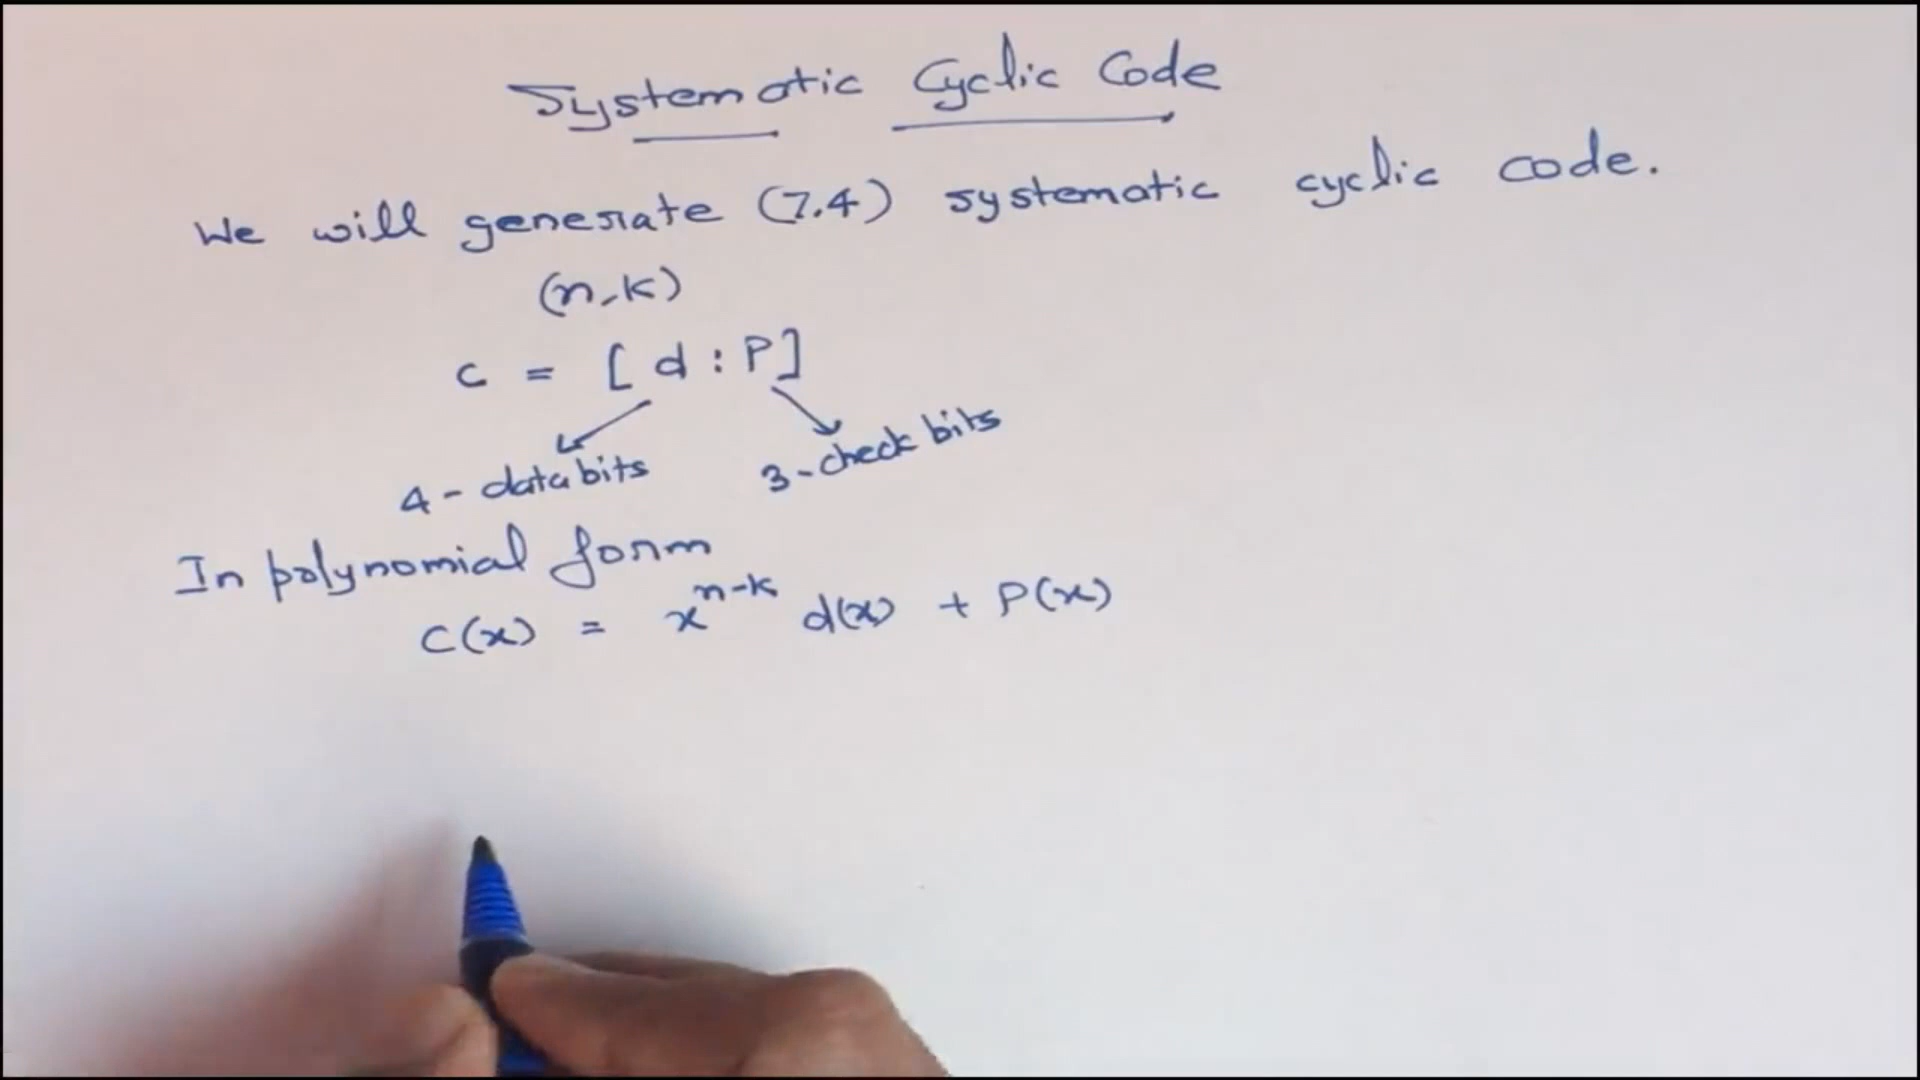 Systematic Cyclic Code
We will generate (7,4) systematic cyclic code.
(n,k)
c = [ d : P ]
4 - data bits 3 - check bits
In polynomial form
C(x) = x^{n-k} d(x) + P(x)